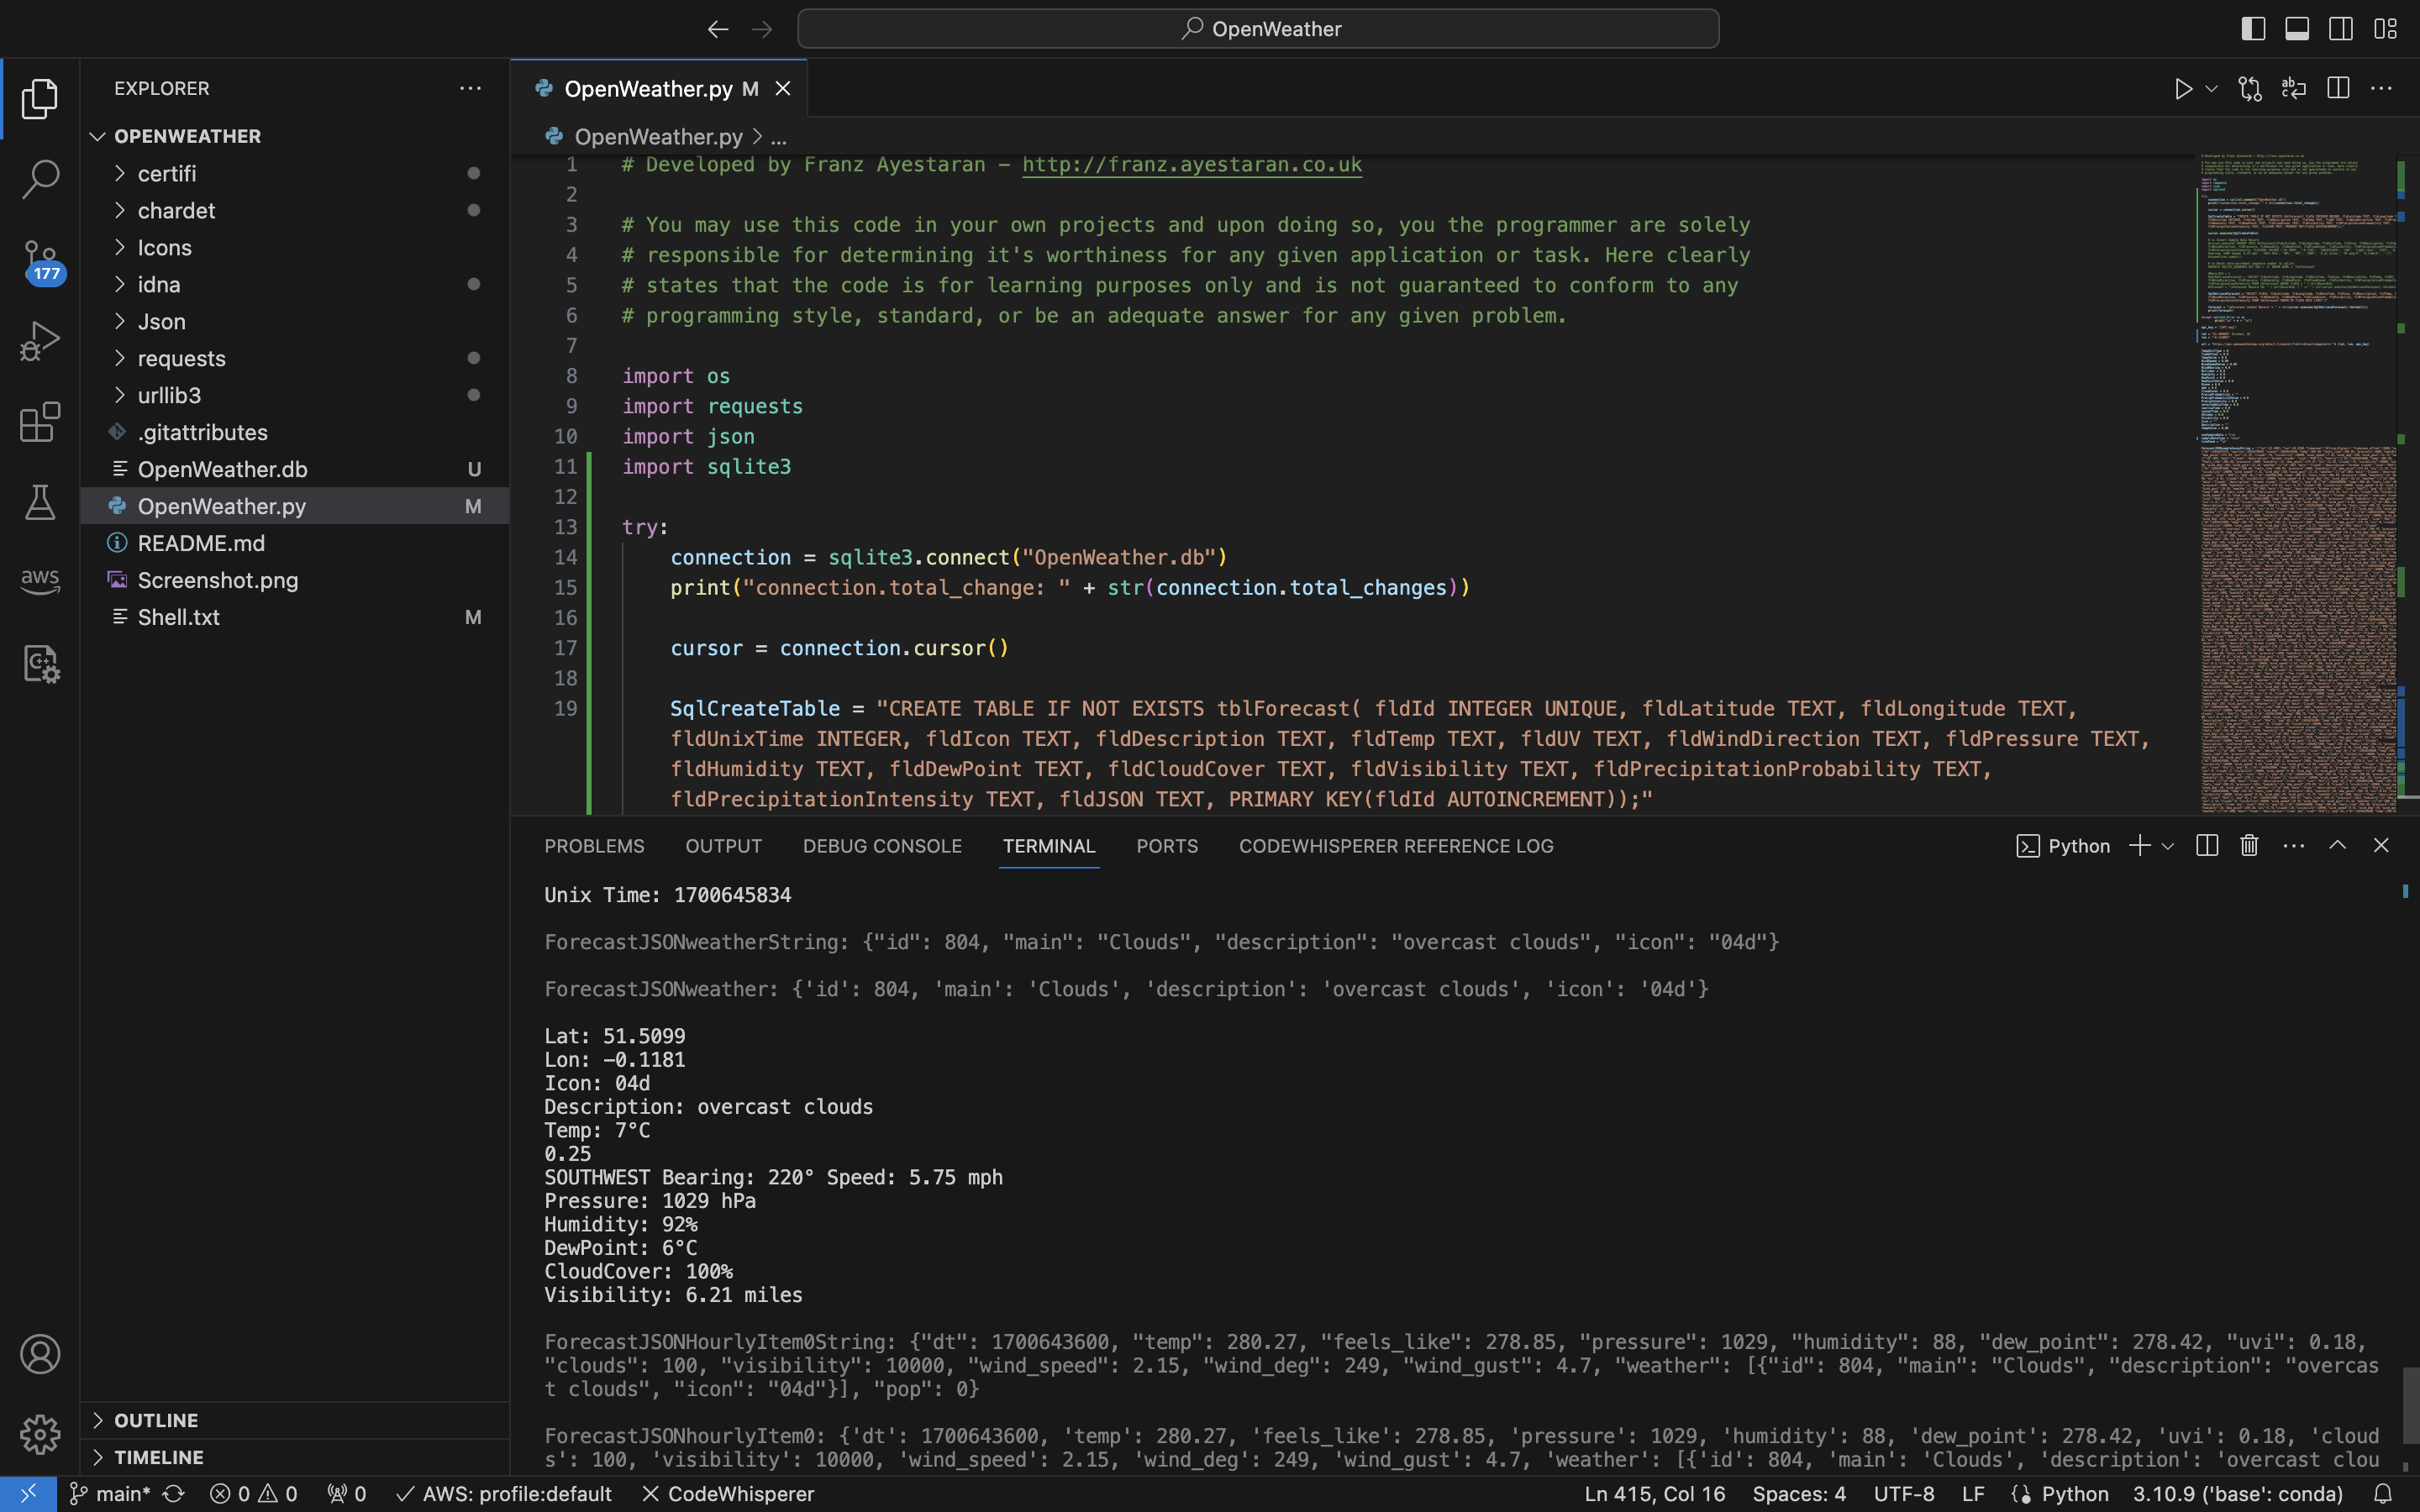 OpenWeather
EXPLORER
OPENWEATHER
certifi
chardet
Icons
idna
Json
requests
urllib3
.gitattributes
OpenWeather.db U
OpenWeather.py M
README.md
Screenshot.png
Shell.txt M
177
aws
OUTLINE
TIMELINE
OpenWeather.py M
OpenWeather.py > ...
1 # Developed by Franz Ayestaran – http://franz.ayestaran.co.uk
2
3 # You may use this code in your own projects and upon doing so, you the programmer are solely
4 # responsible for determining it's worthiness for any given application or task. Here clearly
5 # states that the code is for learning purposes only and is not guaranteed to conform to any
6 # programming style, standard, or be an adequate answer for any given problem.
7
8 import os
9 import requests
10 import json
11 import sqlite3
12
13 try:
14 connection = sqlite3.connect("OpenWeather.db")
15 print("connection.total_change: " + str(connection.total_changes))
16
17 cursor = connection.cursor()
18
19 SqlCreateTable = "CREATE TABLE IF NOT EXISTS tblForecast( fldId INTEGER UNIQUE, fldLatitude TEXT, fldLongitude TEXT,
fldUnixTime INTEGER, fldIcon TEXT, fldDescription TEXT, fldTemp TEXT, fldUV TEXT, fldWindDirection TEXT, fldPressure TEXT,
fldHumidity TEXT, fldDewPoint TEXT, fldCloudCover TEXT, fldVisibility TEXT, fldPrecipitationProbability TEXT,
fldPrecipitationIntensity TEXT, fldJSON TEXT, PRIMARY KEY(fldId AUTOINCREMENT));"
PROBLEMS OUTPUT DEBUG CONSOLE TERMINAL PORTS CODEWHISPERER REFERENCE LOG Python
Unix Time: 1700645834
ForecastJSONweatherString: {"id": 804, "main": "Clouds", "description": "overcast clouds", "icon": "04d"}
ForecastJSONweather: {'id': 804, 'main': 'Clouds', 'description': 'overcast clouds', 'icon': '04d'}
Lat: 51.5099
Lon: -0.1181
Icon: 04d
Description: overcast clouds
Temp: 7°C
0.25
SOUTHWEST Bearing: 220° Speed: 5.75 mph
Pressure: 1029 hPa
Humidity: 92%
DewPoint: 6°C
CloudCover: 100%
Visibility: 6.21 miles
ForecastJSONHourlyItem0String: {"dt": 1700643600, "temp": 280.27, "feels_like": 278.85, "pressure": 1029, "humidity": 88, "dew_point": 278.42, "uvi": 0.18,
"clouds": 100, "visibility": 10000, "wind_speed": 2.15, "wind_deg": 249, "wind_gust": 4.7, "weather": [{"id": 804, "main": "Clouds", "description": "overcas
t clouds", "icon": "04d"}], "pop": 0}
ForecastJSONhourlyItem0: {'dt': 1700643600, 'temp': 280.27, 'feels_like': 278.85, 'pressure': 1029, 'humidity': 88, 'dew_point': 278.42, 'uvi': 0.18, 'cloud
s': 100, 'visibility': 10000, 'wind_speed': 2.15, 'wind_deg': 249, 'wind_gust': 4.7, 'weather': [{'id': 804, 'main': 'Clouds', 'description': 'overcast clou
main* 0 0 0 AWS: profile:default CodeWhisperer Ln 415, Col 16 Spaces: 4 UTF-8 LF Python 3.10.9 ('base': conda)